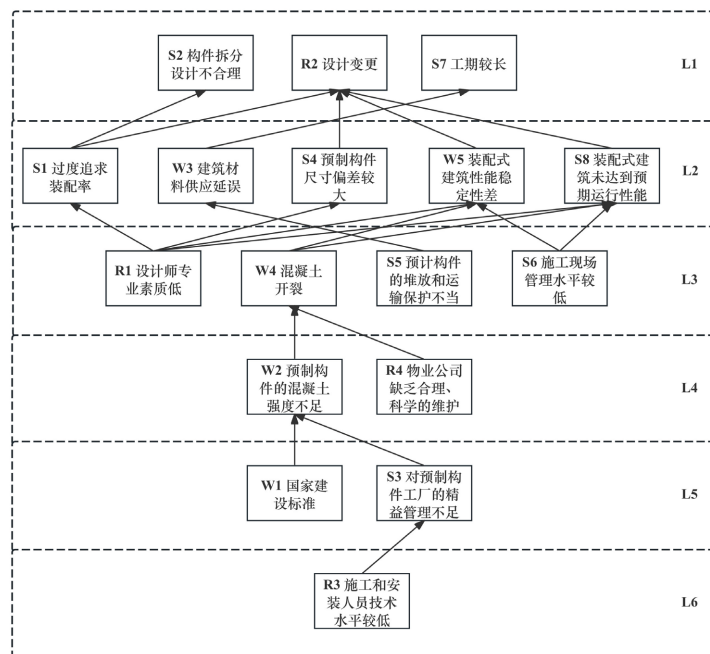 S2 构件拆分
设计不合理
R2 设计变更
S7 工期较长
L1
S1 过度追求
装配率
W3 建筑材
料供应延误
S4 预制构件
尺寸偏差较
大
W5 装配式
建筑性能稳
定性差
S8 装配式建
筑未达到预
期运行性能
L2
R1 设计师专
业素质低
W4 混凝土
开裂
S5 预计构件
的堆放和运
输保护不当
S6 施工现场
管理水平较
低
L3
W2 预制构
件的混凝土
强度不足
R4 物业公司
缺乏合理、
科学的维护
L4
W1 国家建
设标准
S3 对预制构
件工厂的精
益管理不足
L5
R3 施工和安
装人员技术
水平较低
L6